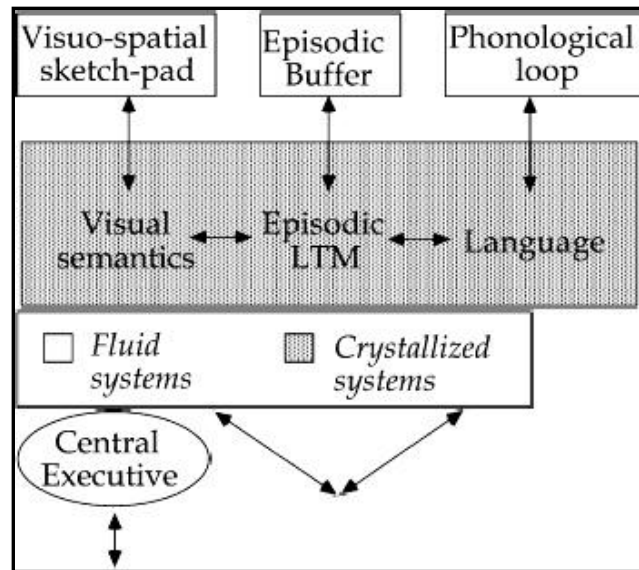 Visuo-spatial
sketch-pad
Episodic
Buffer
Phonological
loop
Visual
semantics
Episodic
LTM
Language
Fluid
systems
Crystallized
systems
Central
Executive